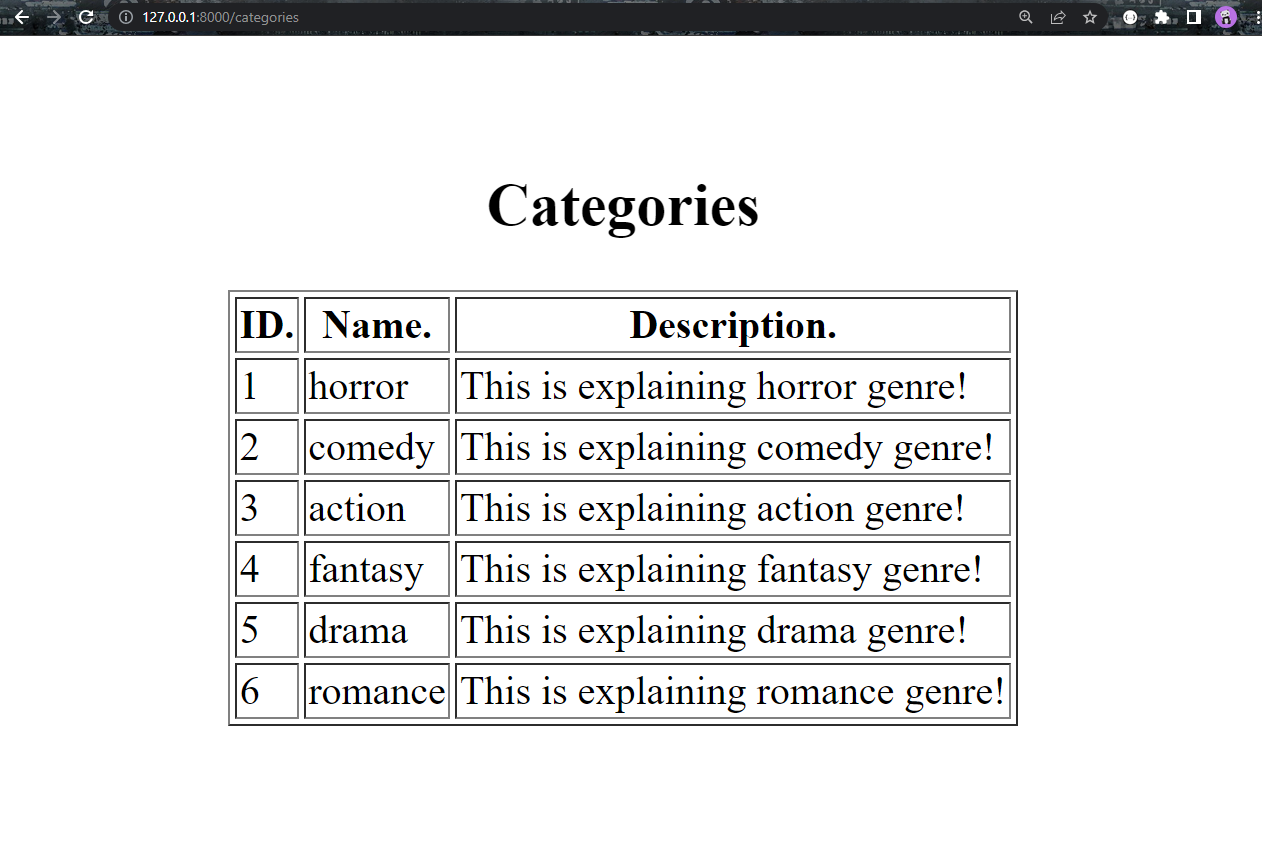 127.0.0.1:8000/categories
Categories
ID. Name. Description.
1 horror This is explaining horror genre!
2 comedy This is explaining comedy genre!
3 action This is explaining action genre!
4 fantasy This is explaining fantasy genre!
5 drama This is explaining drama genre!
6 romance This is explaining romance genre!